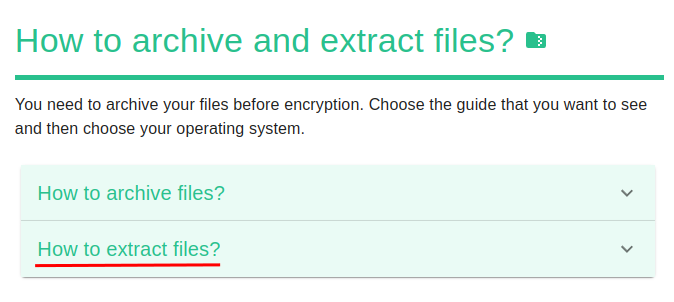 How to archive and extract files?
You need to archive your files before encryption. Choose the guide that you want to see
and then choose your operating system.
How to archive files?
How to extract files?